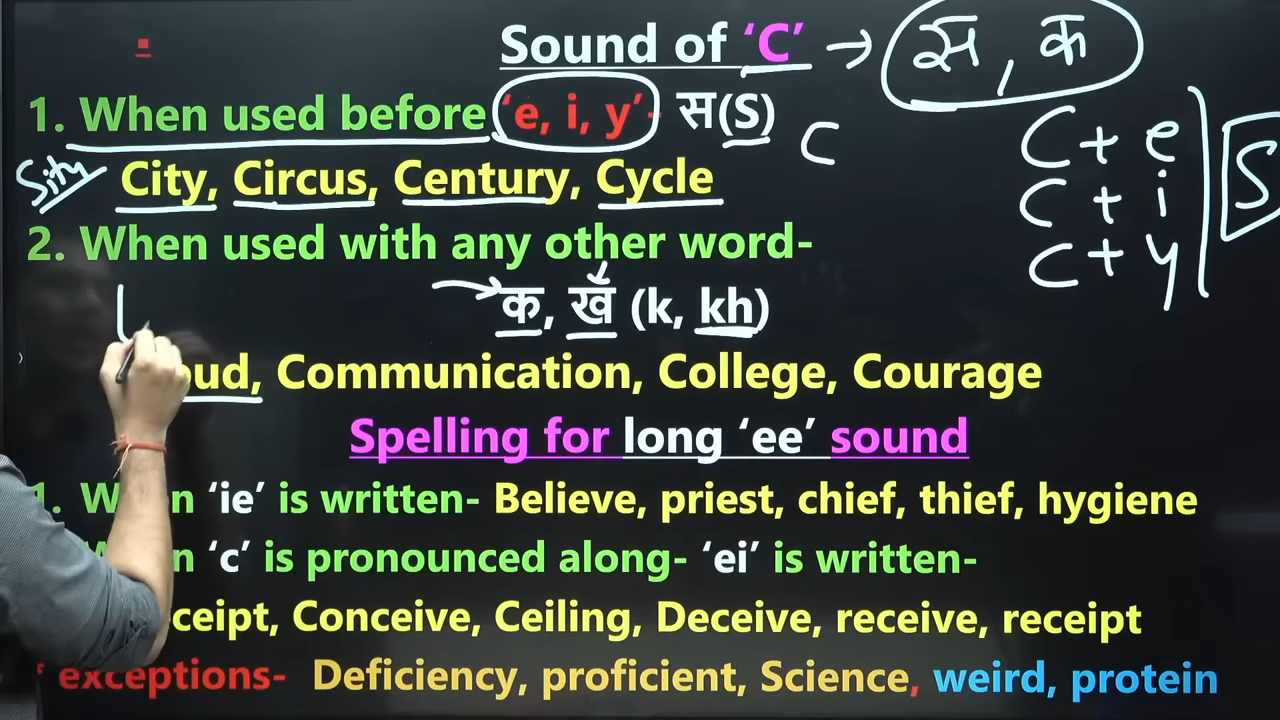 Sound of ‘C’ → स, क
1. When used before ‘e, i, y’- स(S)
C
C + e
C + i
C + y
S
Sity
City, Circus, Century, Cycle
2. When used with any other word-
क, ख (k, kh)
Communication, College, Courage
Spelling for long ‘ee’ sound
1. ‘ie’ is written- Believe, priest, chief, thief, hygiene
‘c’ is pronounced along- ‘ei’ is written-
Conceive, Ceiling, Deceive, receive, receipt
* exceptions- Deficiency, proficient, Science, weird, protein